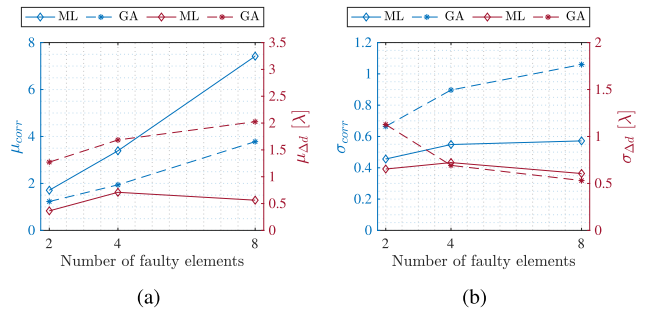 ML GA ML GA
8
6
4
2
0
3.5
3
2.5
2
1.5
1
0.5
0
μcorr
μΔd [λ]
2 4 8
Number of faulty elements
(a)
ML GA ML GA
1.2
1
0.8
0.6
0.4
0.2
0
2
1.5
1
0.5
0
σcorr
σΔd [λ]
2 4 8
Number of faulty elements
(b)